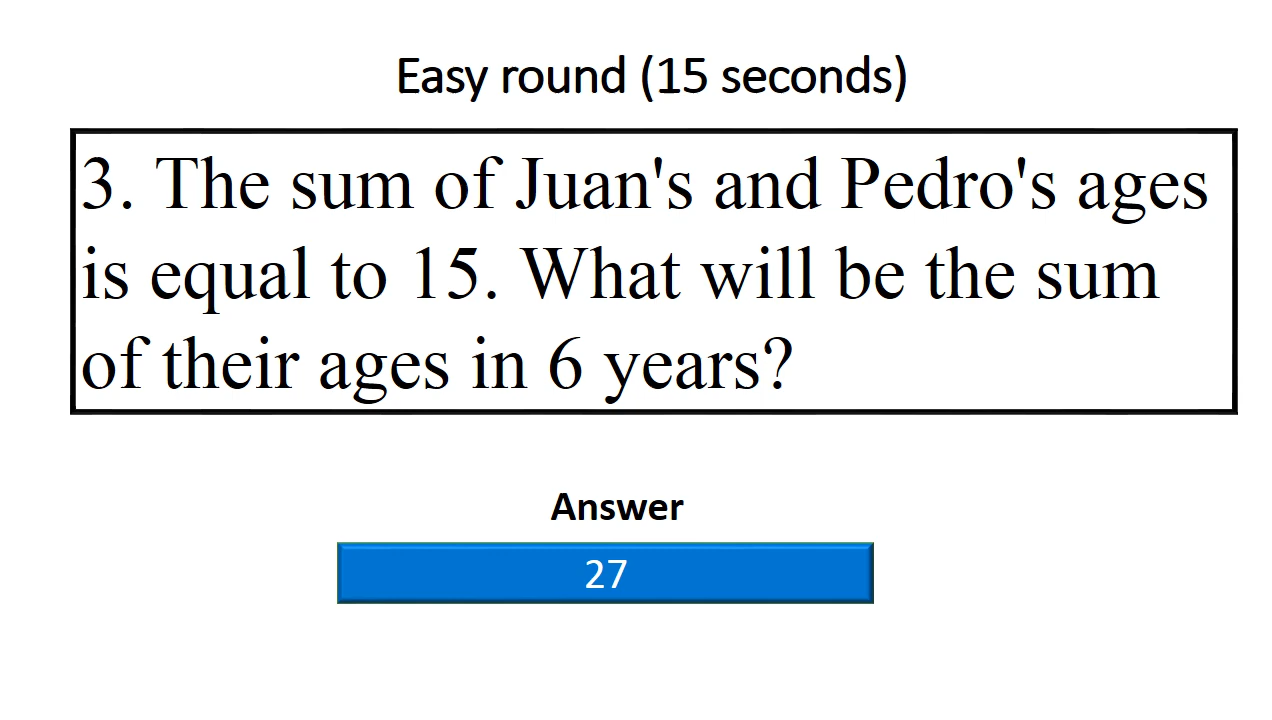 Easy round (15 seconds)
3. The sum of Juan's and Pedro's ages
is equal to 15. What will be the sum
of their ages in 6 years?
Answer
27